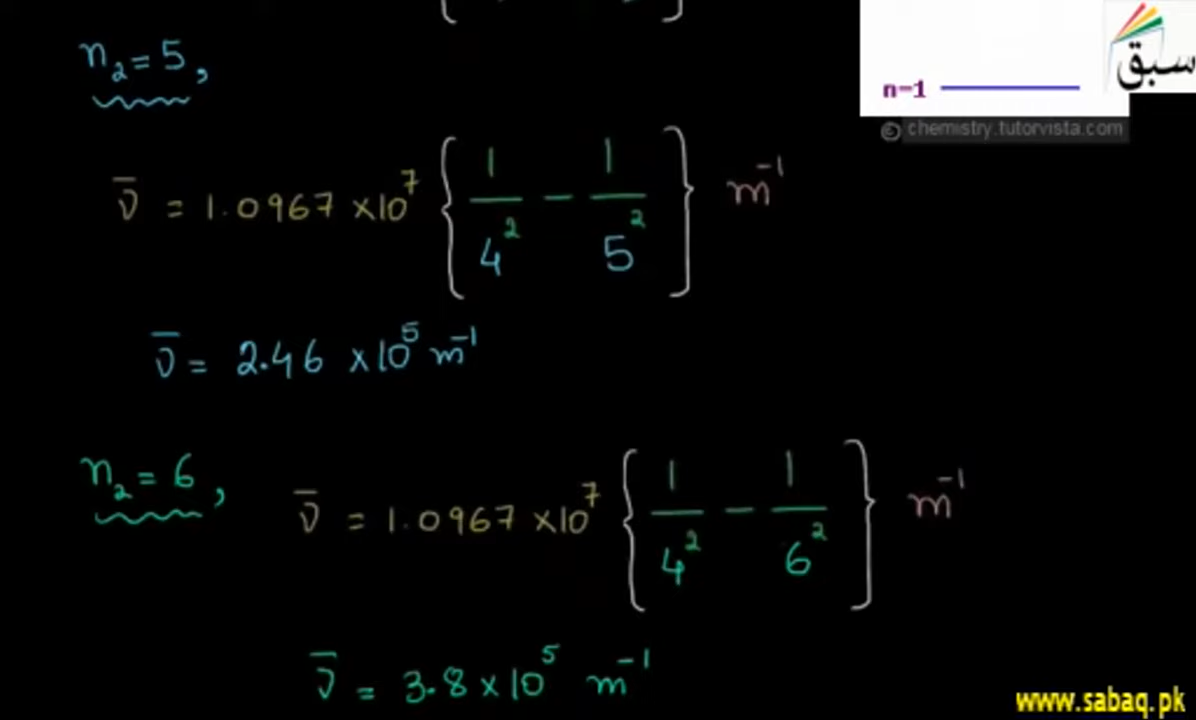 n₂ = 5,
n=1
سبق
© chemistry.tutorvista.com
ν̄ = 1.0967 ×10⁷ { 1/4² − 1/5² } m⁻¹
ν̄ = 2.46 ×10⁵ m⁻¹
n₂ = 6, ν̄ = 1.0967 ×10⁷ { 1/4² − 1/6² } m⁻¹
ν̄ = 3.8 ×10⁵ m⁻¹
www.sabaq.pk